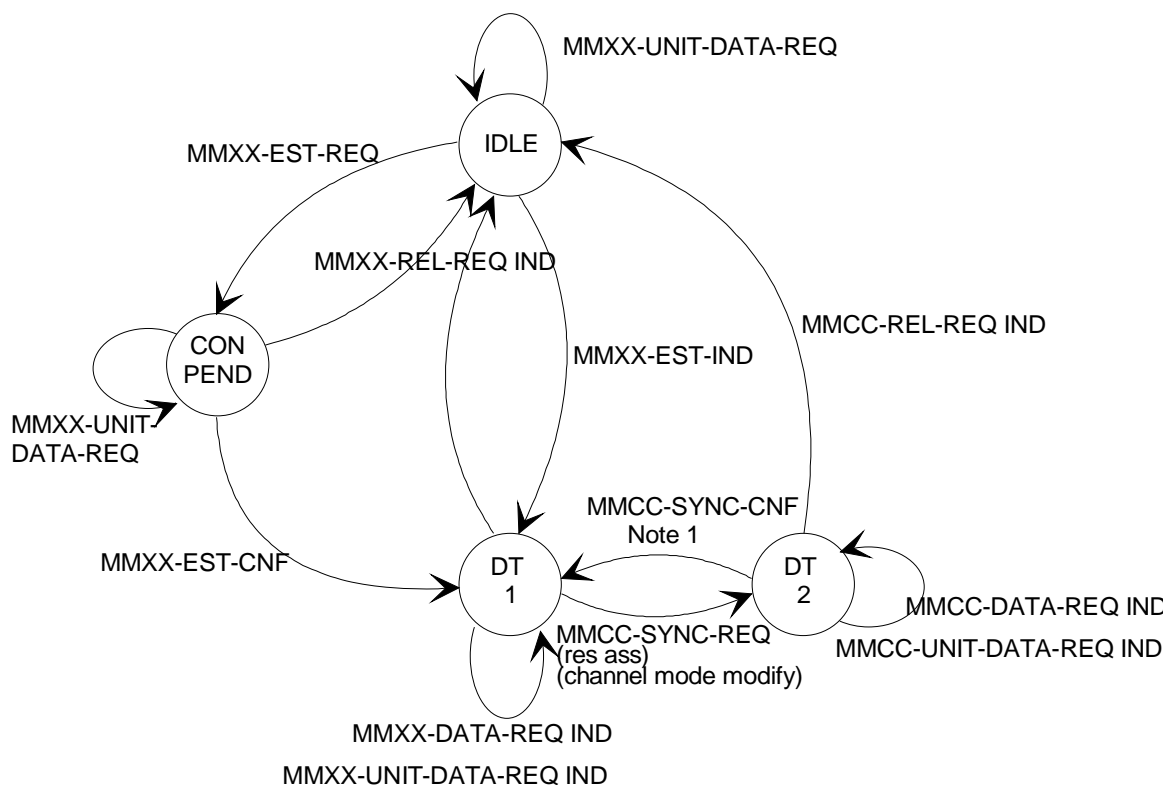 MMXX-UNIT-DATA-REQ
IDLE
MMXX-EST-REQ
MMXX-REL-REQ IND
MMCC-REL-REQ IND
CON
PEND
MMXX-EST-IND
MMXX-UNIT-
DATA-REQ
MMCC-SYNC-CNF
Note 1
MMXX-EST-CNF
DT
1
DT
2
MMCC-DATA-REQ IND
MMCC-SYNC-REQ
(res ass)
(channel mode modify)
MMCC-UNIT-DATA-REQ IND
MMXX-DATA-REQ IND
MMXX-UNIT-DATA-REQ IND